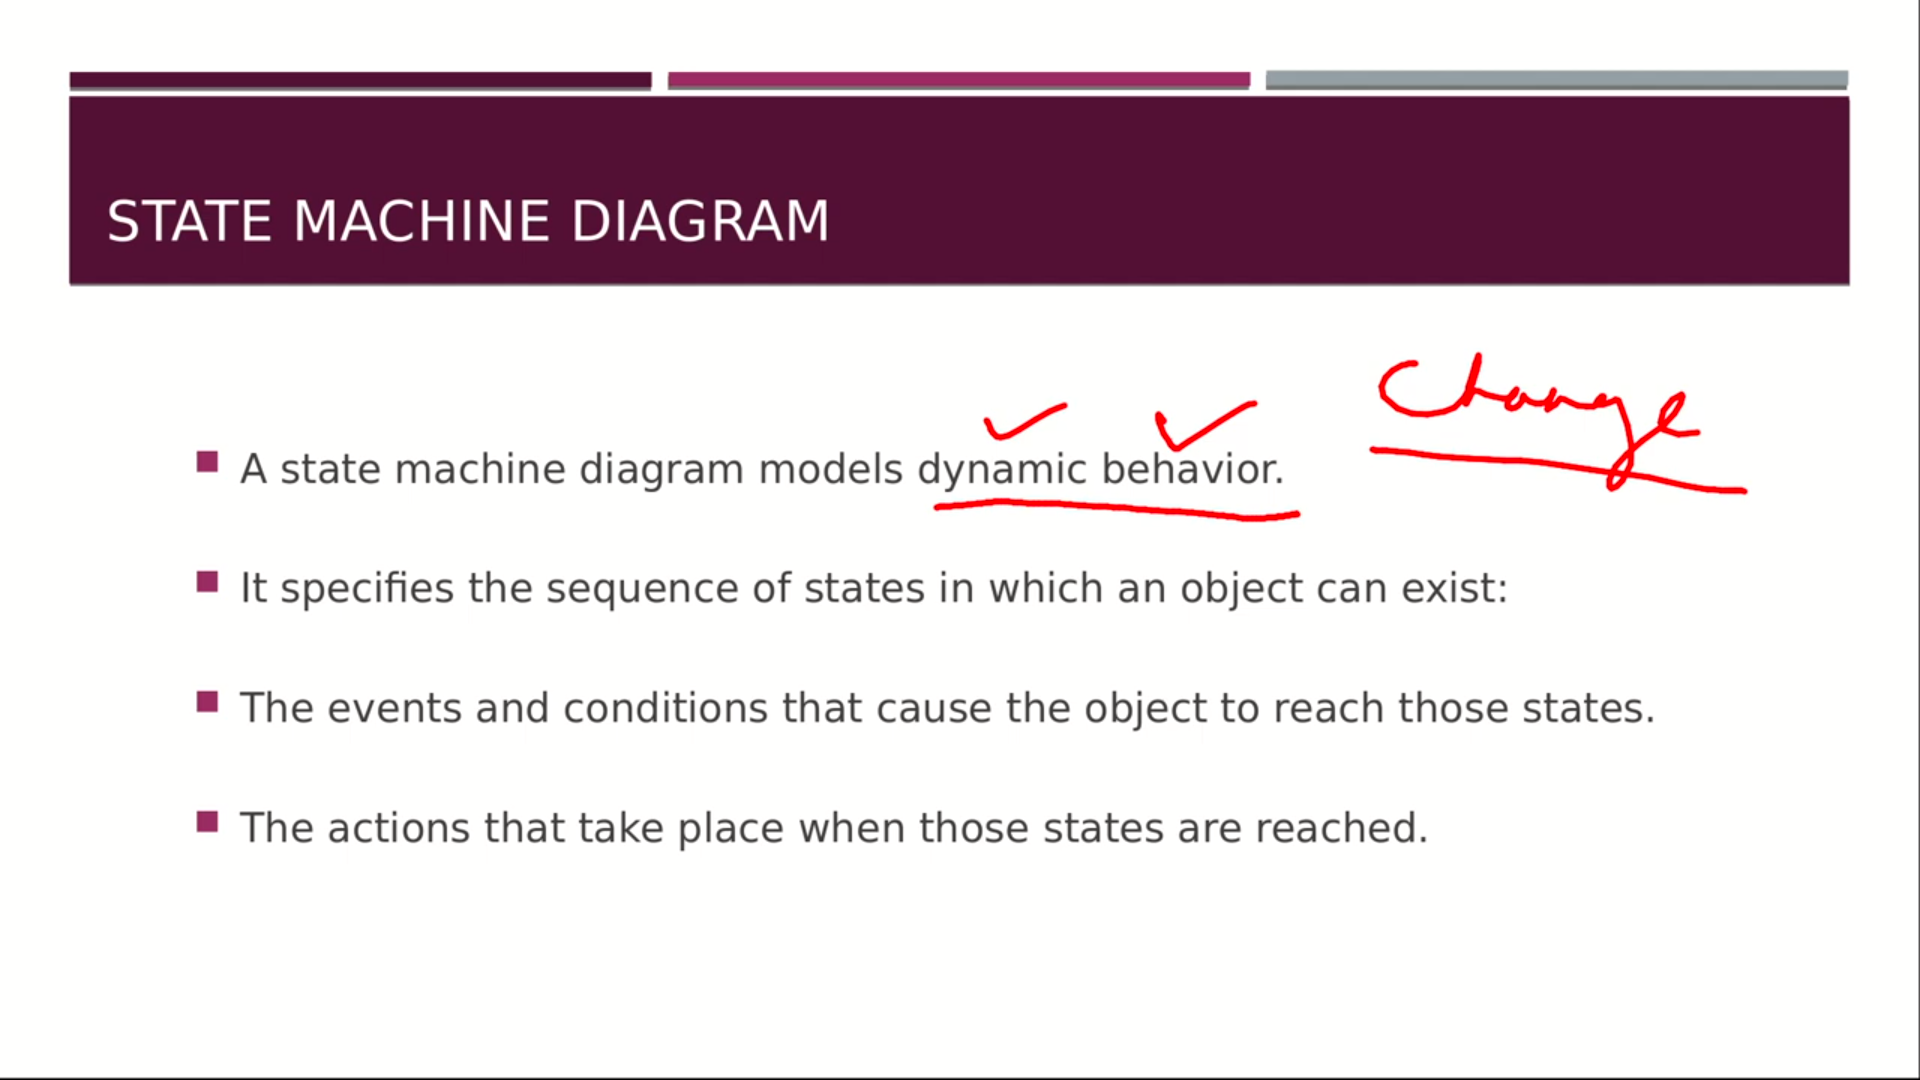 STATE MACHINE DIAGRAM
Change
A state machine diagram models dynamic behavior.
It specifies the sequence of states in which an object can exist:
The events and conditions that cause the object to reach those states.
The actions that take place when those states are reached.